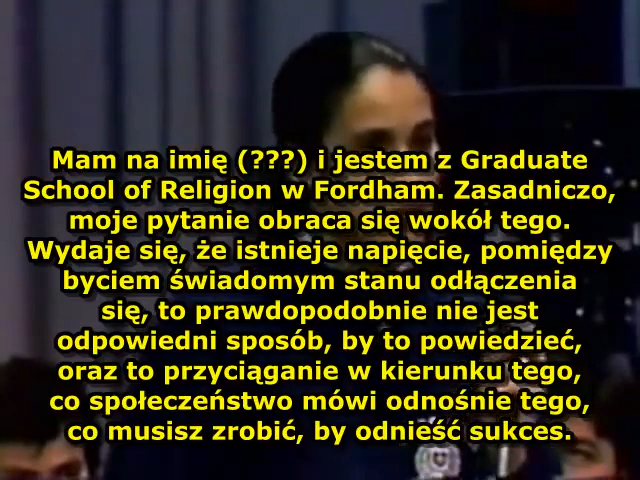 Mam na imię (???) i jestem z Graduate
School of Religion w Fordham. Zasadniczo,
moje pytanie obraca się wokół tego.
Wydaje się, że istnieje napięcie, pomiędzy
byciem świadomym stanu odłączenia
się, to prawdopodobnie nie jest
odpowiedni sposób, by to powiedzieć,
oraz to przyciąganie w kierunku tego,
co społeczeństwo mówi odnośnie tego,
co musisz zrobić, by odnieść sukces.